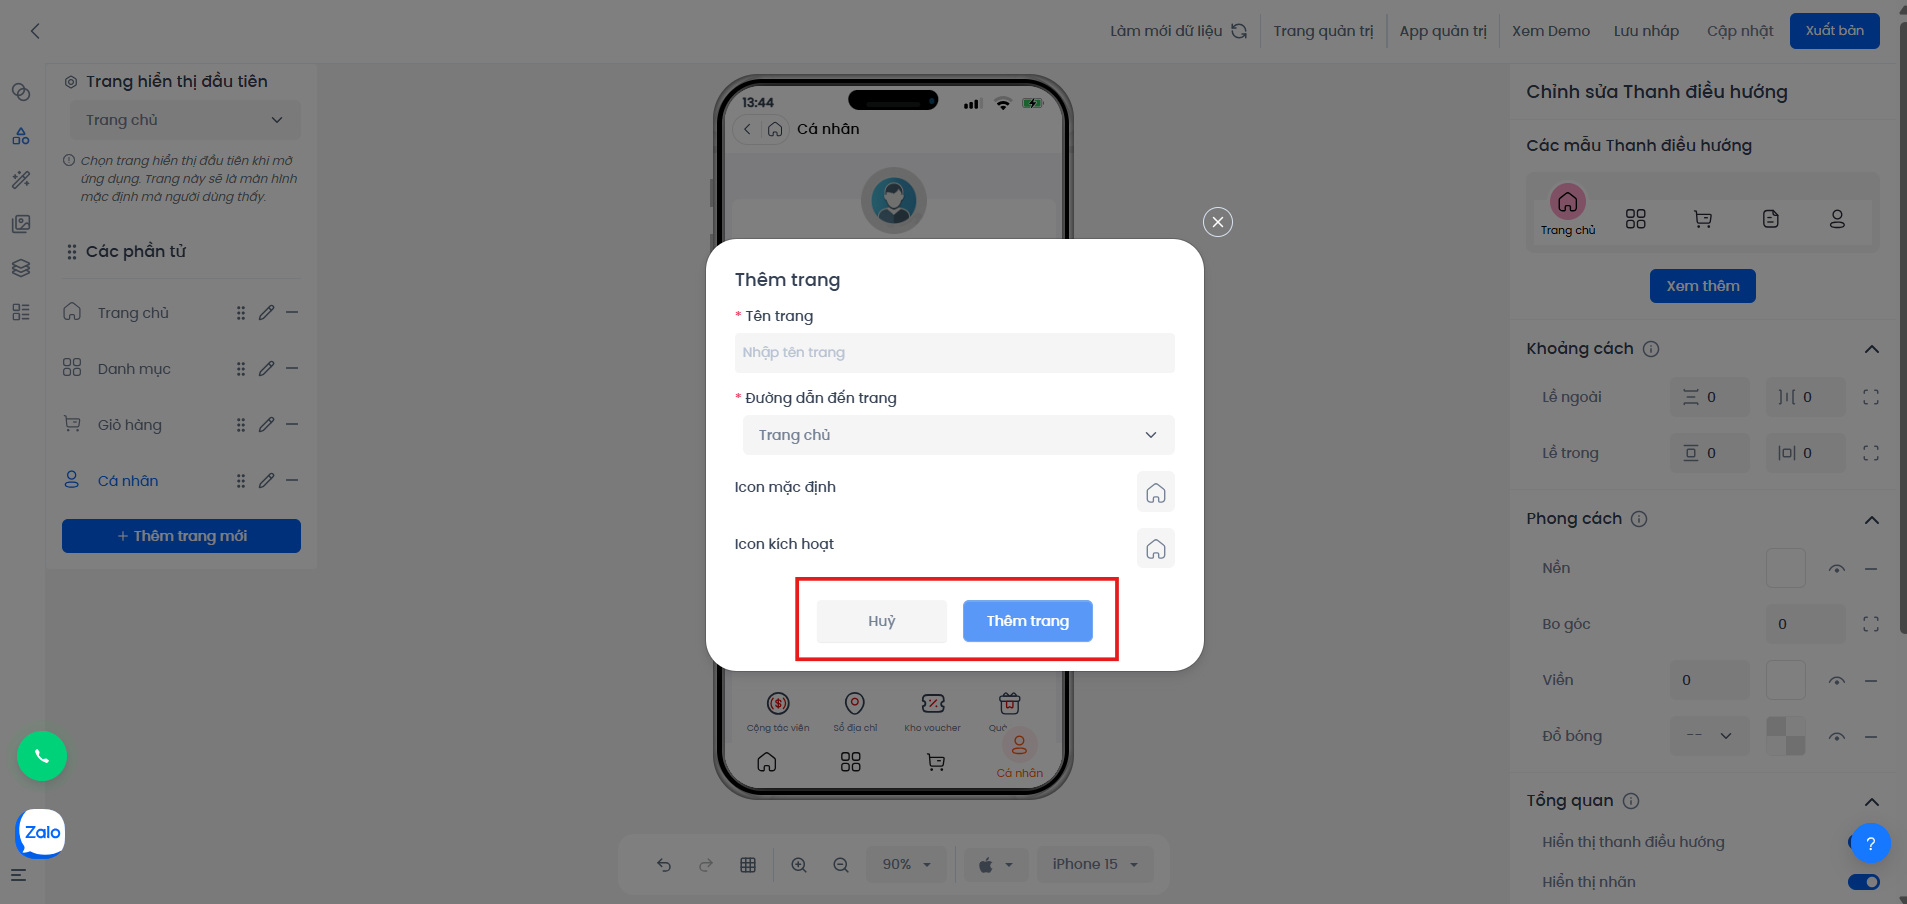 Làm mới dữ liệu
Trang quản trị
App quản trị
Xem Demo
Lưu nháp
Cập nhật
Xuất bản
Trang hiển thị đầu tiên
Trang chủ
Chọn trang hiển thị đầu tiên khi mở
ứng dụng. Trang này sẽ là màn hình
mặc định mà người dùng thấy.
Các phần tử
Trang chủ
Danh mục
Giỏ hàng
Cá nhân
+ Thêm trang mới
13:44
Cá nhân
Thêm trang
* Tên trang
Nhập tên trang
* Đường dẫn đến trang
Trang chủ
Icon mặc định
Icon kích hoạt
Huỷ
Thêm trang
Cộng tác viên
Sổ địa chỉ
Kho voucher
Quà
Cá nhân
90%
iPhone 15
Chỉnh sửa Thanh điều hướng
Các mẫu Thanh điều hướng
Trang chủ
Xem thêm
Khoảng cách
Lề ngoài
0
0
Lề trong
0
0
Phong cách
Nền
Bo góc
0
Viền
0
Đổ bóng
--
Tổng quan
Hiển thị thanh điều hướng
Hiển thị nhãn
Zalo
?